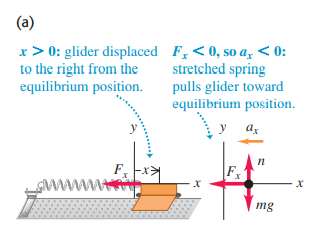 (a)
x > 0: glider displaced
to the right from the
equilibrium position.
Fx < 0, so ax < 0:
stretched spring
pulls glider toward
equilibrium position.
y
Fx
x
x
y
ax
n
Fx
x
mg